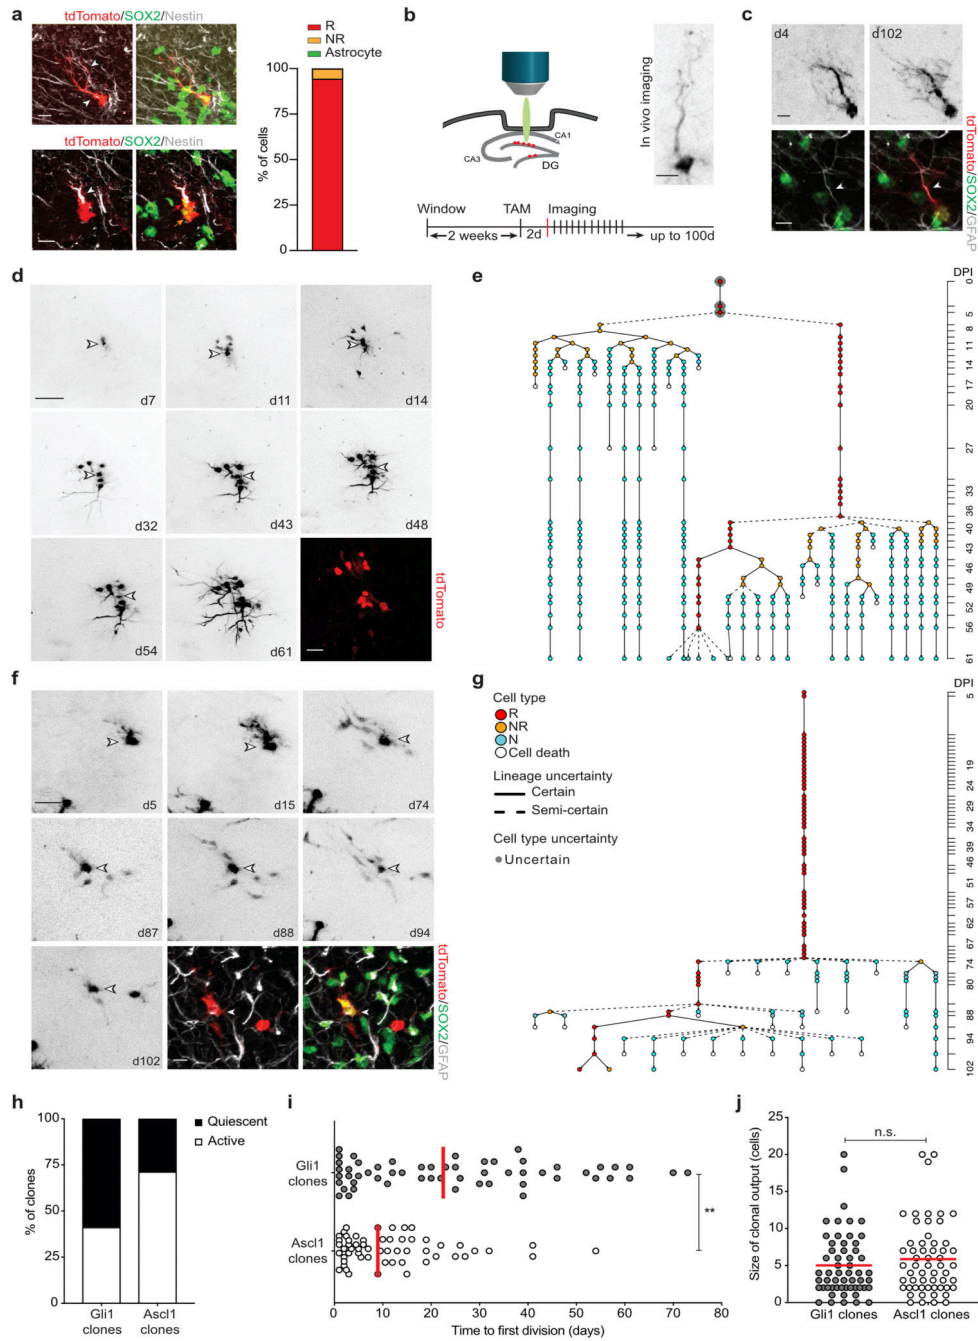 a
tdTomato/SOX2/Nestin
tdTomato/SOX2/Nestin
R
NR
Astrocyte
% of cells
100
75
50
25
0
b
CA1
CA3
DG
In vivo imaging
Window
TAM
Imaging
2 weeks
2d
up to 100d
c
d4
d102
tdTomato/SOX2/GFAP
d
d7
d11
d14
d32
d43
d48
d54
d61
tdTomato
e
DPI
0
5
8
11
14
17
20
27
33
36
40
43
46
49
52
56
61
f
d5
d15
d74
d87
d88
d94
d102
tdTomato/SOX2/GFAP
g
Cell type
R
NR
N
Cell death
Lineage uncertainty
Certain
Semi-certain
Cell type uncertainty
Uncertain
DPI
5
19
24
29
34
39
46
51
57
62
67
74
80
88
94
102
h
Quiescent
Active
% of clones
100
75
50
25
0
Gli1 clones
Ascl1 clones
i
Gli1 clones
Ascl1 clones
**
0 10 20 30 40 50 60 70 80
Time to first division (days)
j
n.s.
Size of clonal output (cells)
25
20
15
10
5
0
Gli1 clones
Ascl1 clones